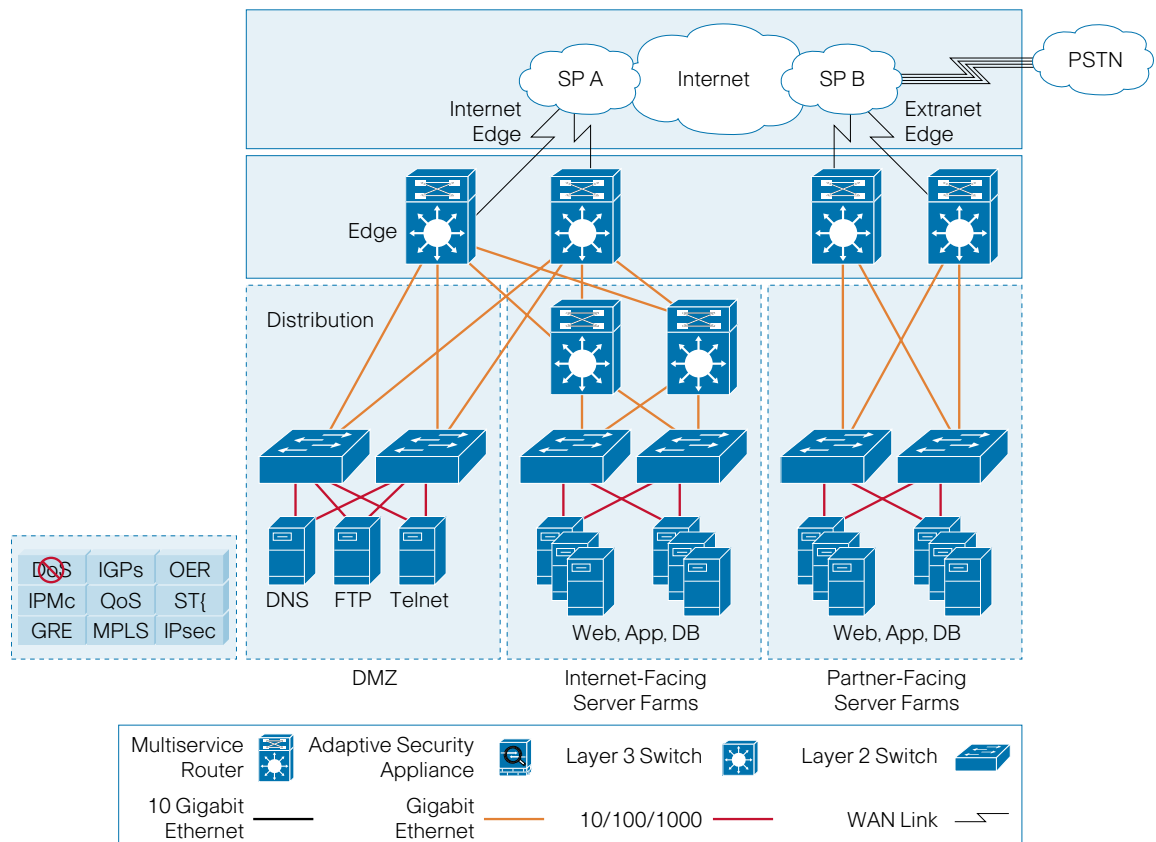 SP A
Internet
SP B
PSTN
Internet
Edge
Extranet
Edge
Edge
Distribution
DoS IGPs OER
IPMc QoS ST{
GRE MPLS IPsec
DNS FTP Telnet
Web, App, DB
Web, App, DB
DMZ
Internet-Facing
Server Farms
Partner-Facing
Server Farms
Multiservice
Router
Adaptive Security
Appliance
Layer 3 Switch
Layer 2 Switch
10 Gigabit
Ethernet
Gigabit
Ethernet
10/100/1000
WAN Link